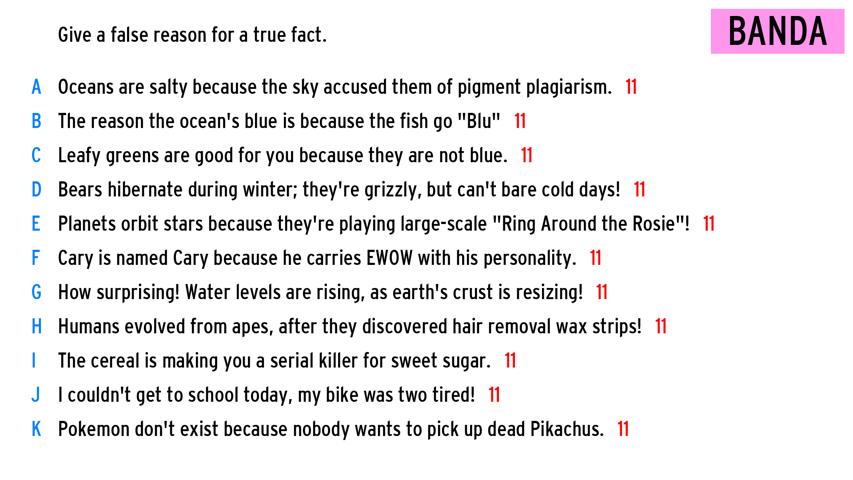 Give a false reason for a true fact.
BANDA
A Oceans are salty because the sky accused them of pigment plagiarism. 11
B The reason the ocean's blue is because the fish go "Blu" 11
C Leafy greens are good for you because they are not blue. 11
D Bears hibernate during winter; they're grizzly, but can't bare cold days! 11
E Planets orbit stars because they're playing large-scale "Ring Around the Rosie"! 11
F Cary is named Cary because he carries EWOW with his personality. 11
G How surprising! Water levels are rising, as earth's crust is resizing! 11
H Humans evolved from apes, after they discovered hair removal wax strips! 11
I The cereal is making you a serial killer for sweet sugar. 11
J I couldn't get to school today, my bike was two tired! 11
K Pokemon don't exist because nobody wants to pick up dead Pikachus. 11